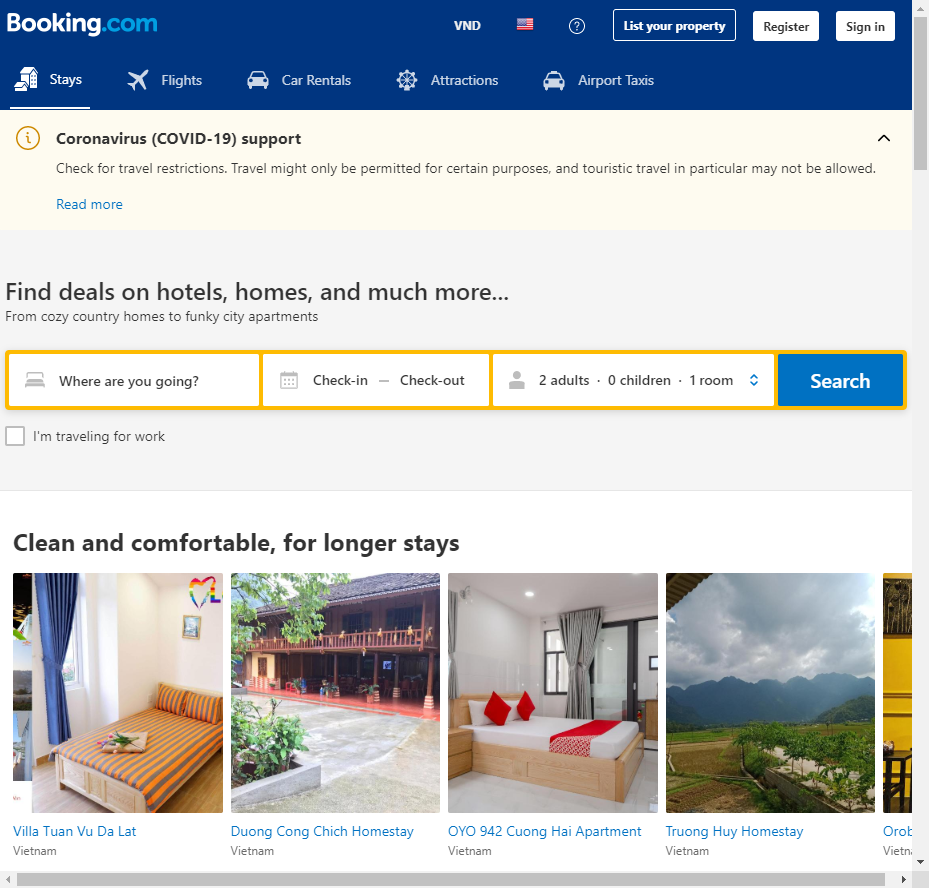 Booking.com
VND
List your property
Register
Sign in
Stays
Flights
Car Rentals
Attractions
Airport Taxis
Coronavirus (COVID-19) support
Check for travel restrictions. Travel might only be permitted for certain purposes, and touristic travel in particular may not be allowed.
Read more
Find deals on hotels, homes, and much more...
From cozy country homes to funky city apartments
Where are you going?
Check-in — Check-out
2 adults · 0 children · 1 room
Search
I'm traveling for work
Clean and comfortable, for longer stays
Villa Tuan Vu Da Lat
Vietnam
Duong Cong Chich Homestay
Vietnam
OYO 942 Cuong Hai Apartment
Vietnam
Truong Huy Homestay
Vietnam